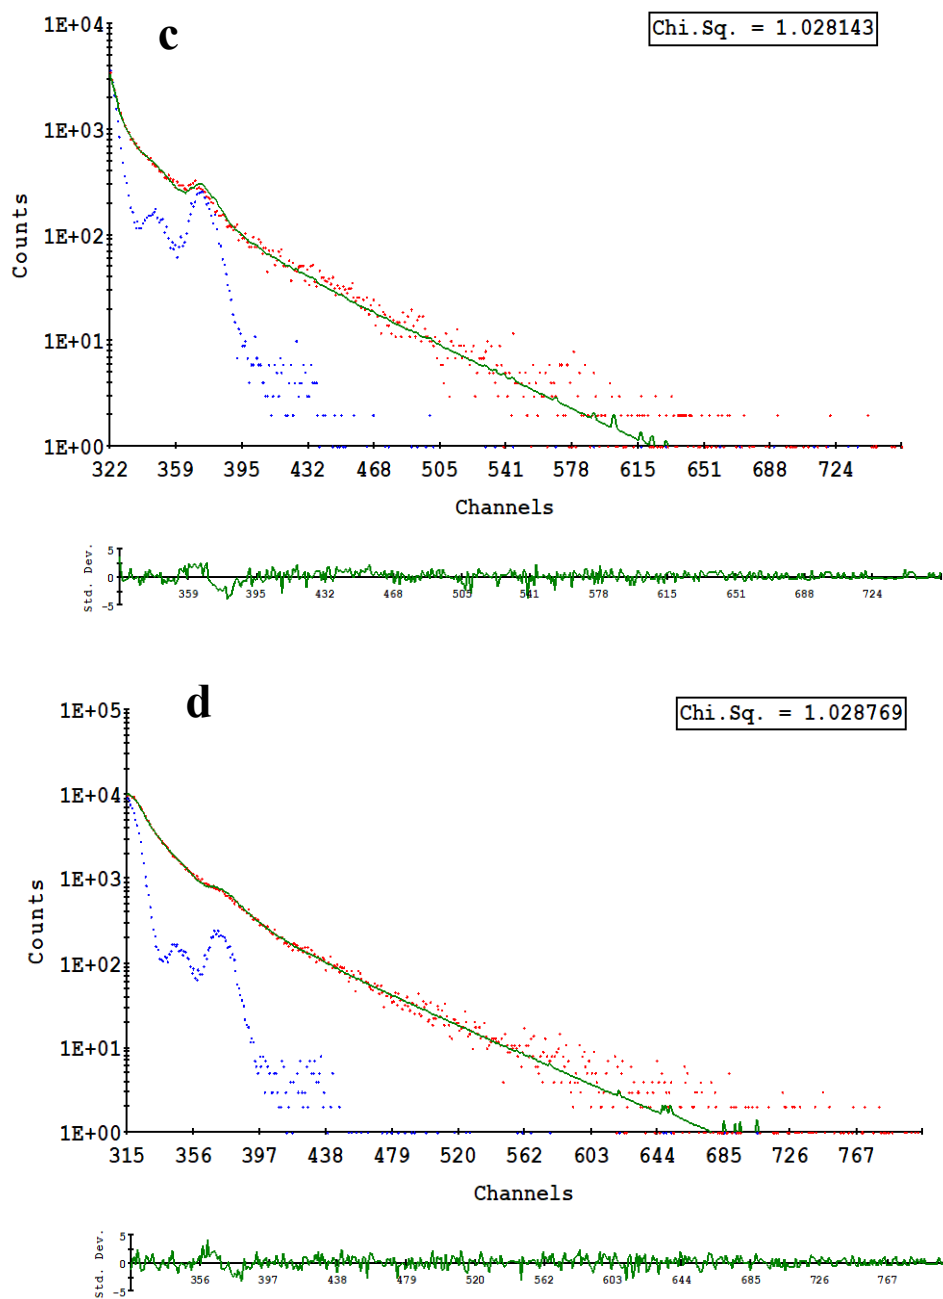 c
Chi.Sq. = 1.028143
1E+04
1E+03
1E+02
1E+01
1E+00
Counts
322 359 395 432 468 505 541 578 615 651 688 724
Channels
Std. Dev.
5
0
-5
359 395 432 468 505 541 578 615 651 688 724
d
Chi.Sq. = 1.028769
1E+05
1E+04
1E+03
1E+02
1E+01
1E+00
Counts
315 356 397 438 479 520 562 603 644 685 726 767
Channels
Std. Dev.
5
0
-5
356 397 438 479 520 562 603 644 685 726 767